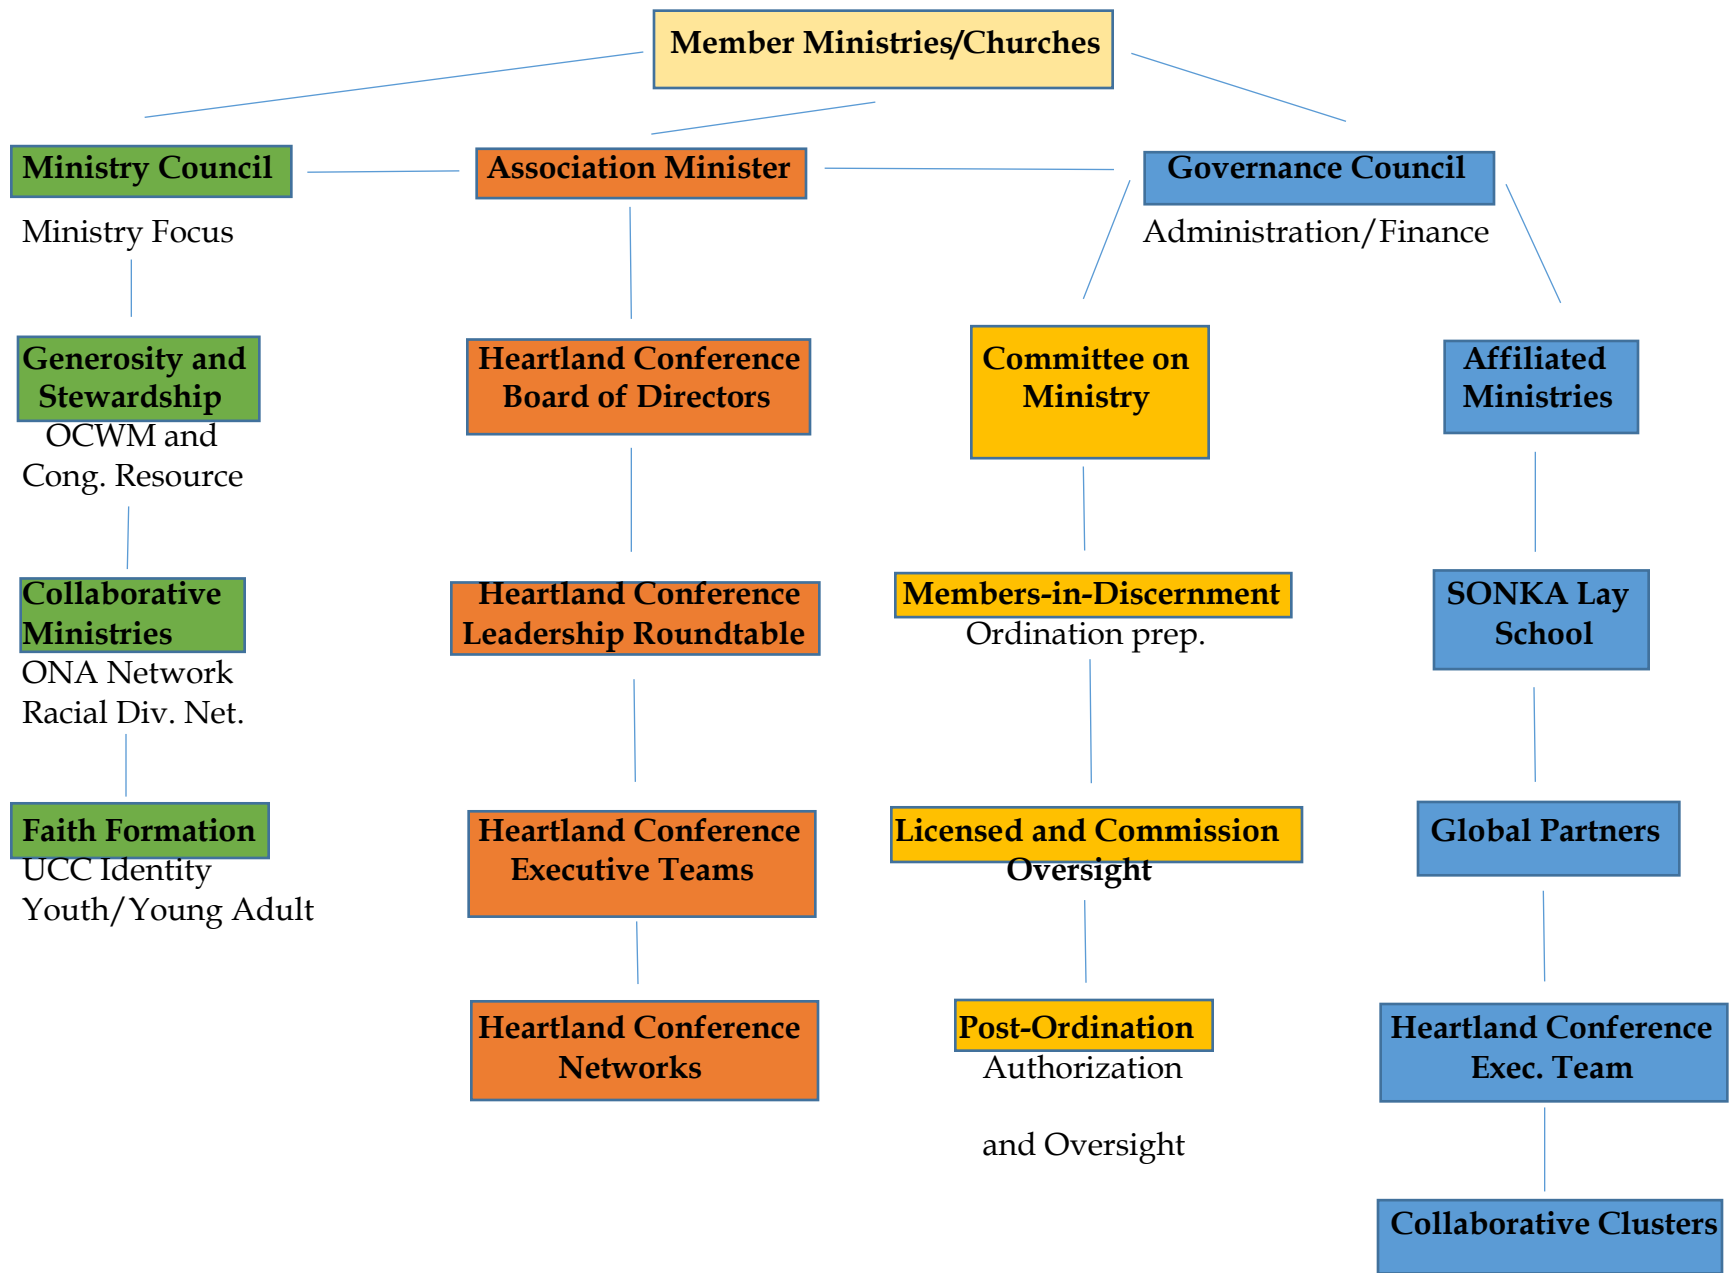 Member Ministries/Churches
Ministry Council
Association Minister
Governance Council
Ministry Focus
Administration/Finance
Generosity and
Stewardship
OCWM and
Cong. Resource
Heartland Conference
Board of Directors
Committee on
Ministry
Affiliated
Ministries
Collaborative
Ministries
ONA Network
Racial Div. Net.
Heartland Conference
Leadership Roundtable
Members-in-Discernment
Ordination prep.
SONKA Lay
School
Faith Formation
UCC Identity
Youth/Young Adult
Heartland Conference
Executive Teams
Licensed and Commission
Oversight
Global Partners
Heartland Conference
Networks
Post-Ordination
Authorization
and Oversight
Heartland Conference
Exec. Team
Collaborative Clusters